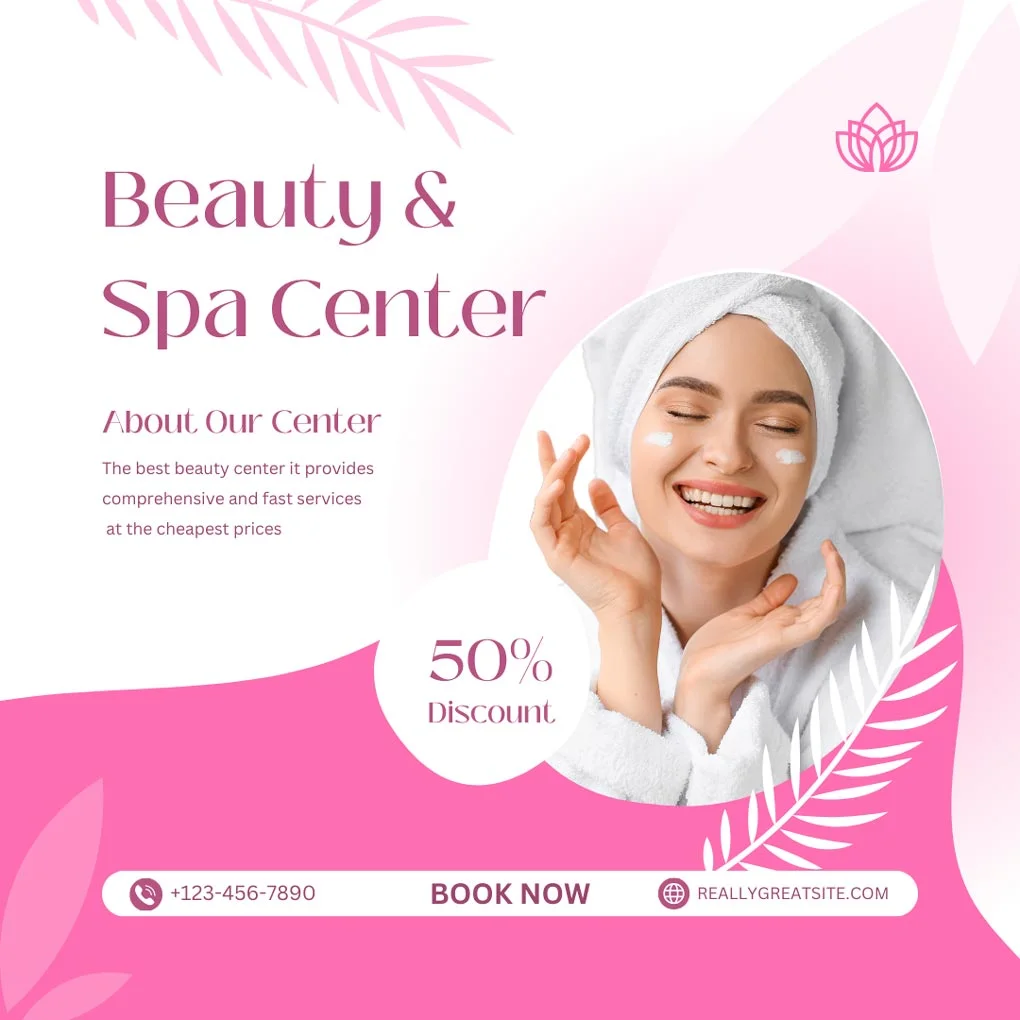 Beauty &
Spa Center
About Our Center
The best beauty center it provides
comprehensive and fast services
at the cheapest prices
50%
Discount
+123-456-7890
BOOK NOW
REALLYGREATSITE.COM